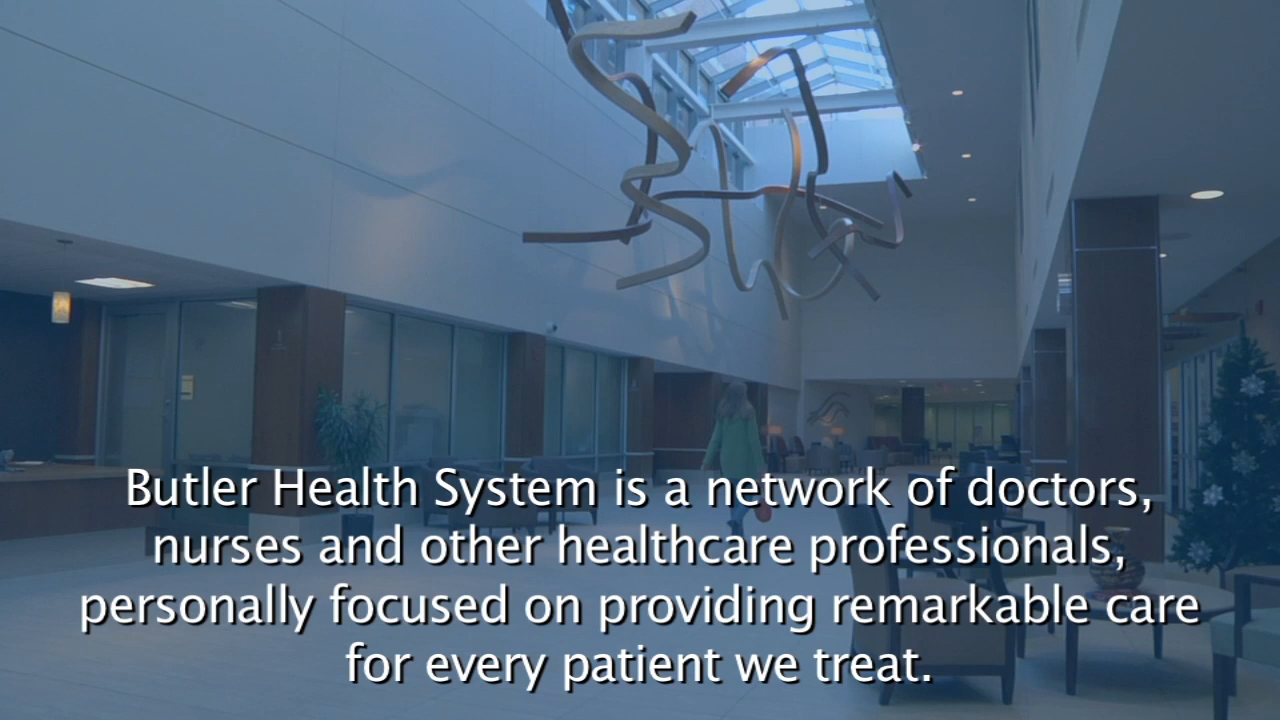 Butler Health System is a network of doctors,
nurses and other healthcare professionals,
personally focused on providing remarkable care
for every patient we treat.